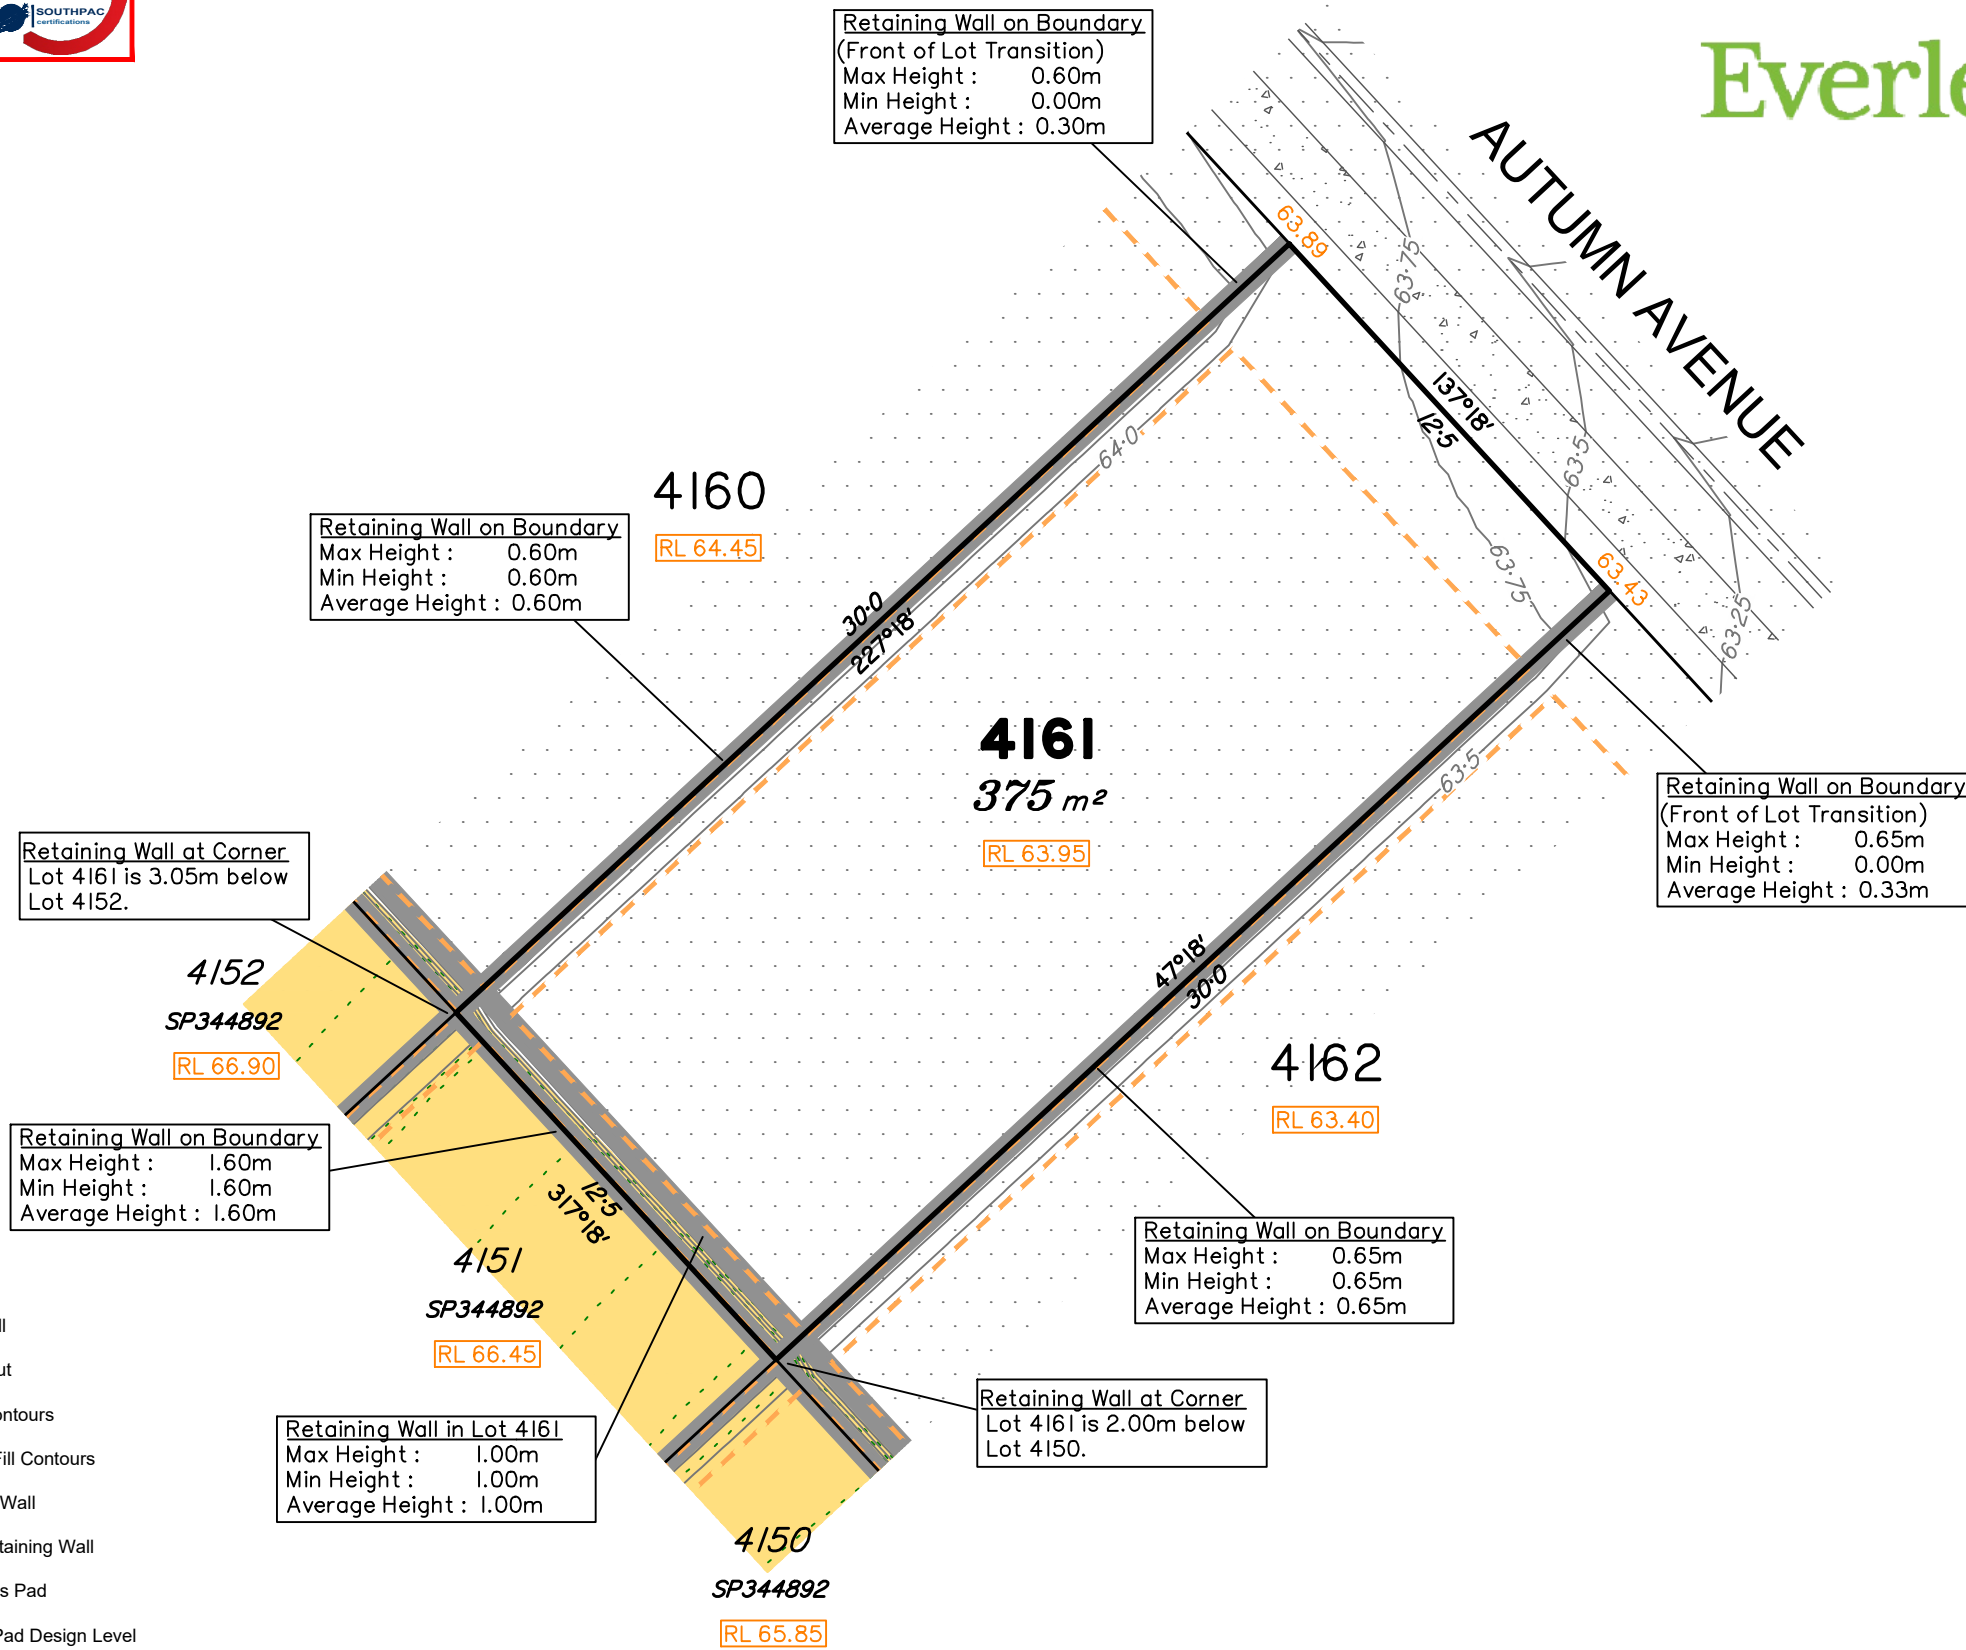 SOUTHPAC
certifications
Retaining Wall on Boundary
(Front of Lot Transition)
Max Height : 0.60m
Min Height : 0.00m
Average Height : 0.30m
Everle
AUTUMN AVENUE
63.89
63·75
137°18'
12·5
63·5
63.43
63·75
63·25
64·0
4160
RL 64.45
Retaining Wall on Boundary
Max Height : 0.60m
Min Height : 0.60m
Average Height : 0.60m
30·0
227°18'
4161
375 m²
RL 63.95
63·5
Retaining Wall on Boundary
(Front of Lot Transition)
Max Height : 0.65m
Min Height : 0.00m
Average Height : 0.33m
Retaining Wall at Corner
Lot 4161 is 3.05m below
Lot 4152.
4152
SP344892
RL 66.90
47°18'
30·0
4162
RL 63.40
Retaining Wall on Boundary
Max Height : 1.60m
Min Height : 1.60m
Average Height : 1.60m
12·5
317°18'
4151
SP344892
RL 66.45
Retaining Wall on Boundary
Max Height : 0.65m
Min Height : 0.65m
Average Height : 0.65m
Retaining Wall at Corner
Lot 4161 is 2.00m below
Lot 4150.
Retaining Wall in Lot 4161
Max Height : 1.00m
Min Height : 1.00m
Average Height : 1.00m
4150
SP344892
RL 65.85
ll
ut
ontours
Fill Contours
Wall
taining Wall
s Pad
Pad Design Level